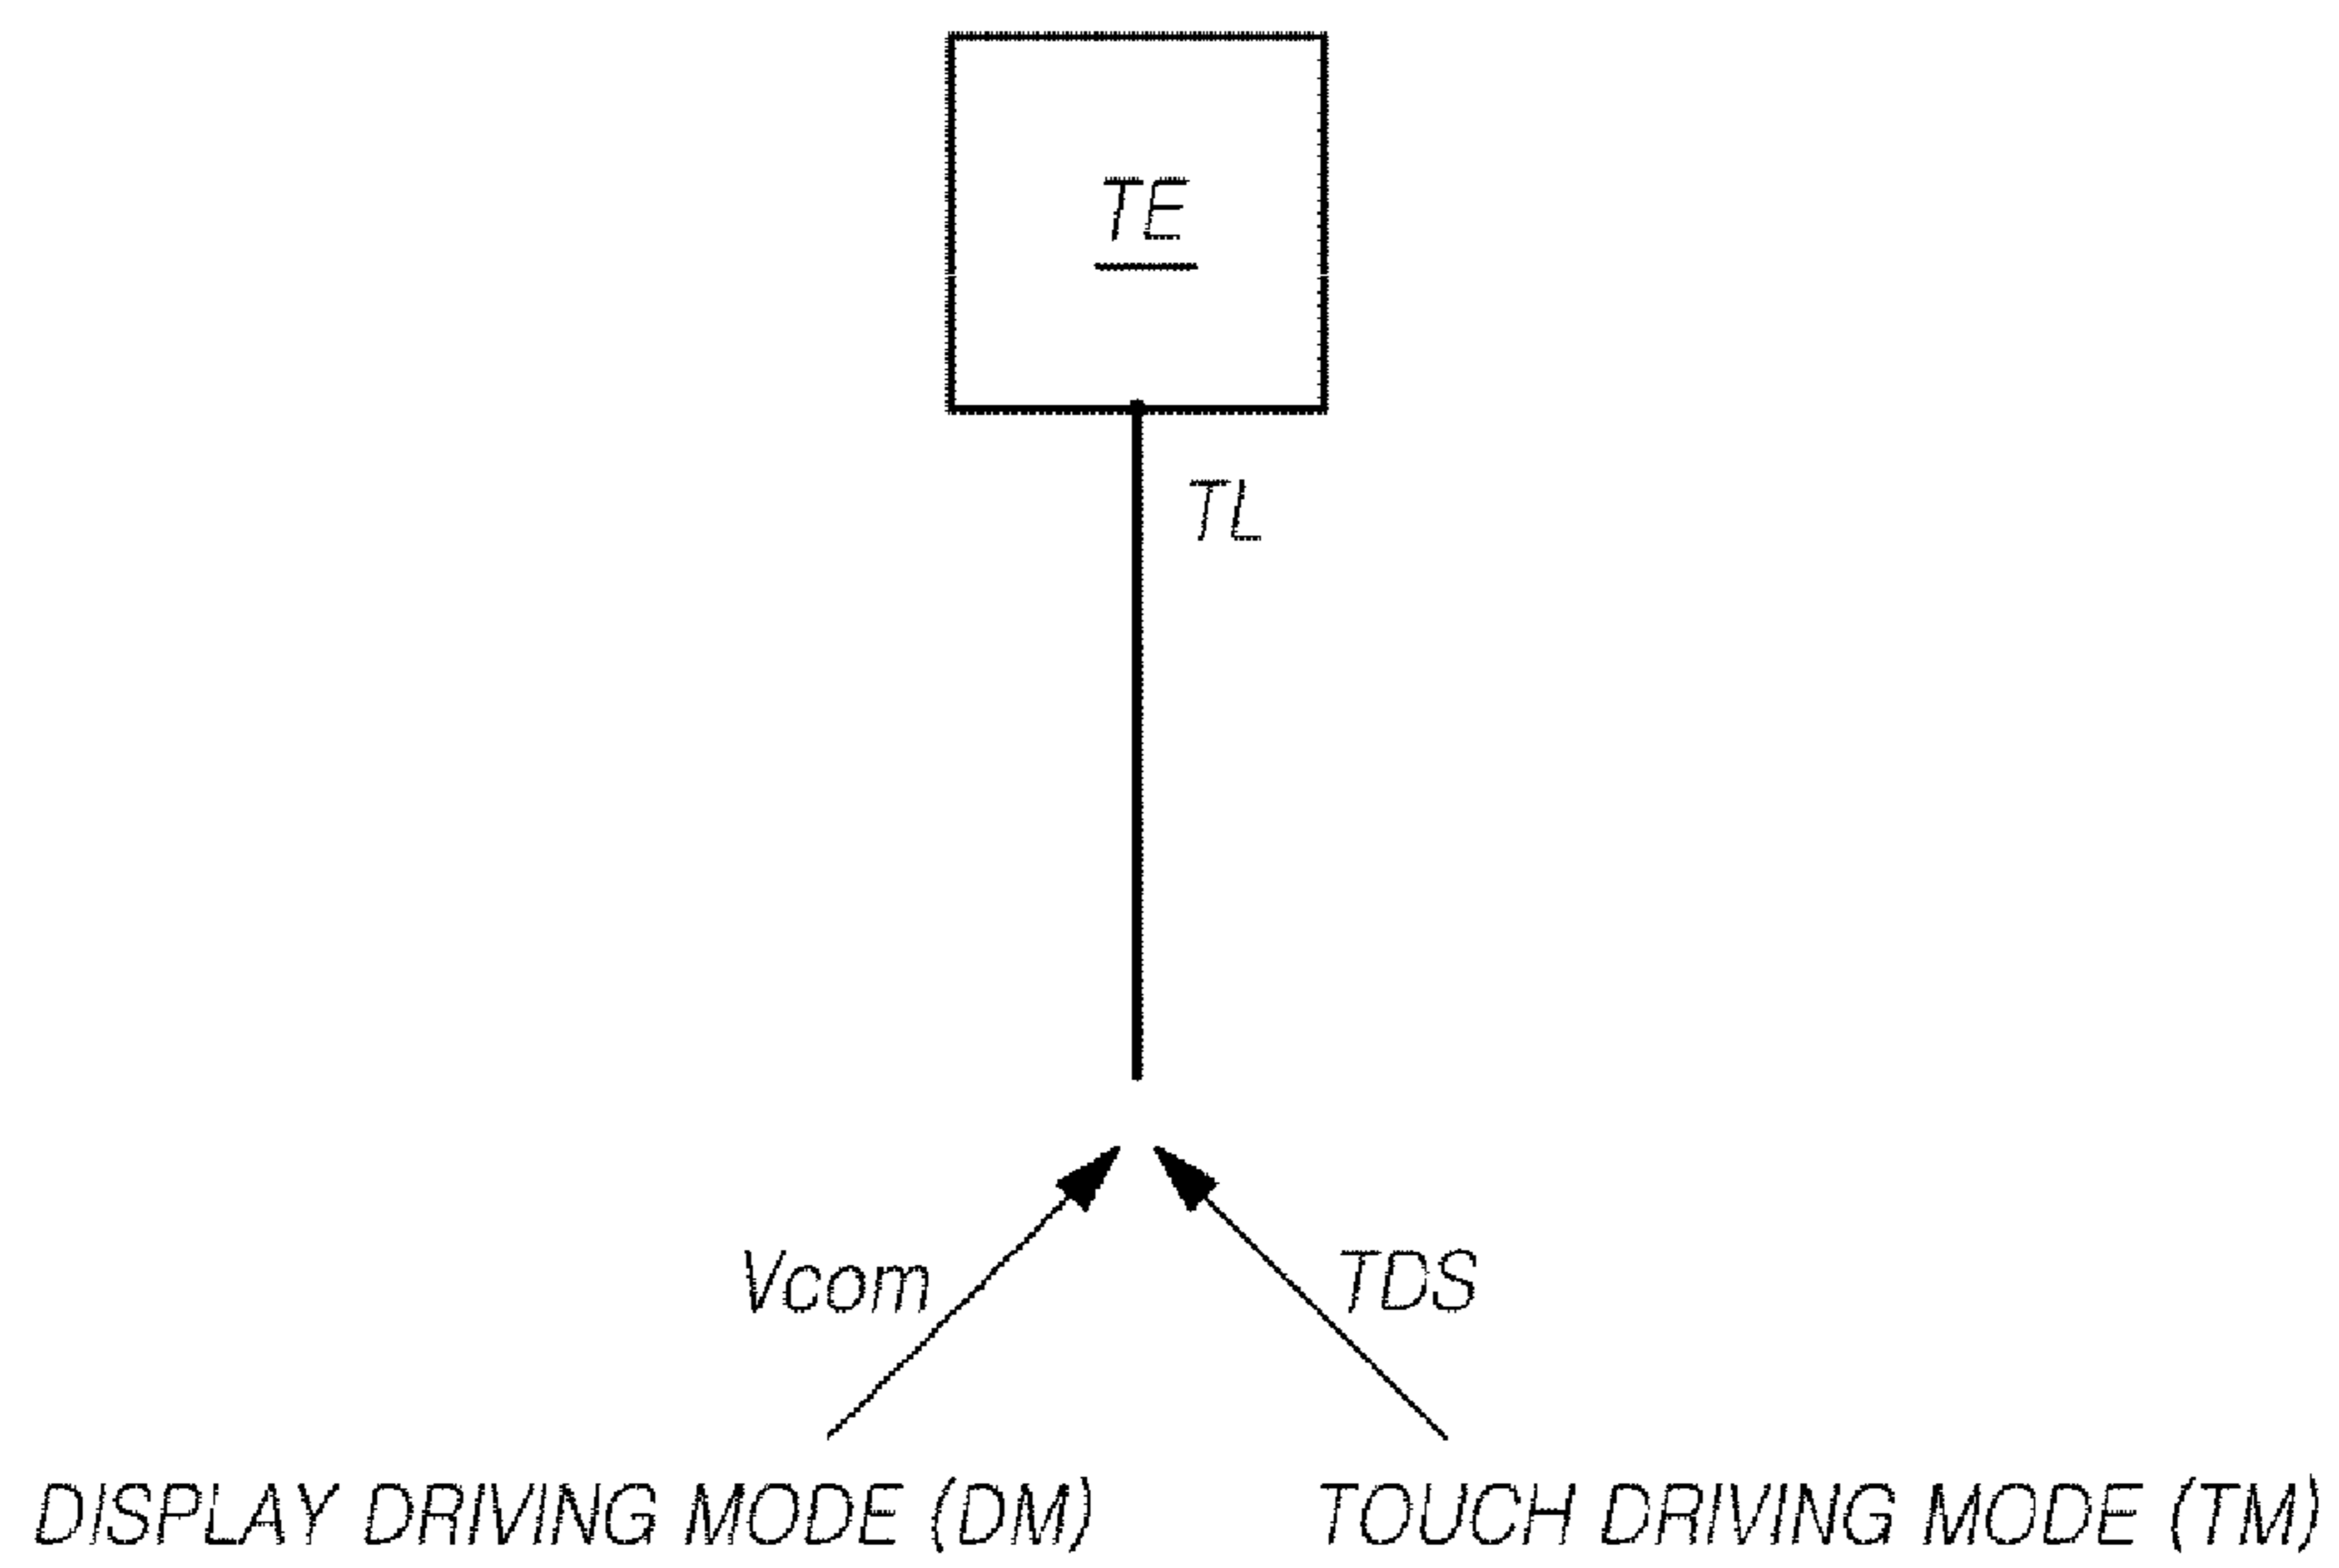 TE
TL
Vcom TDS
DISPLAY DRIVING MODE (DM) TOUCH DRIVING MODE (TM)